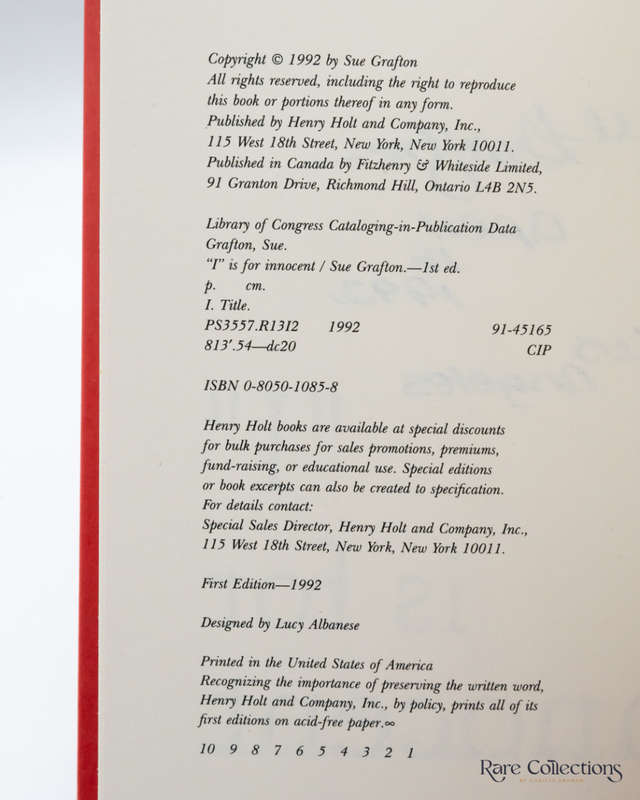 Copyright © 1992 by Sue Grafton
All rights reserved, including the right to reproduce
this book or portions thereof in any form.
Published by Henry Holt and Company, Inc.,
115 West 18th Street, New York, New York 10011.
Published in Canada by Fitzhenry & Whiteside Limited,
91 Granton Drive, Richmond Hill, Ontario L4B 2N5.
Library of Congress Cataloging-in-Publication Data
Grafton, Sue.
“I” is for innocent / Sue Grafton.—1st ed.
p. cm.
I. Title.
PS3557.R13I2 1992 91-45165
813′.54—dc20 CIP
ISBN 0-8050-1085-8
Henry Holt books are available at special discounts
for bulk purchases for sales promotions, premiums,
fund-raising, or educational use. Special editions
or book excerpts can also be created to specification.
For details contact:
Special Sales Director, Henry Holt and Company, Inc.,
115 West 18th Street, New York, New York 10011.
First Edition—1992
Designed by Lucy Albanese
Printed in the United States of America
Recognizing the importance of preserving the written word,
Henry Holt and Company, Inc., by policy, prints all of its
first editions on acid-free paper.∞
10 9 8 7 6 5 4 3 2 1
Rare Collections